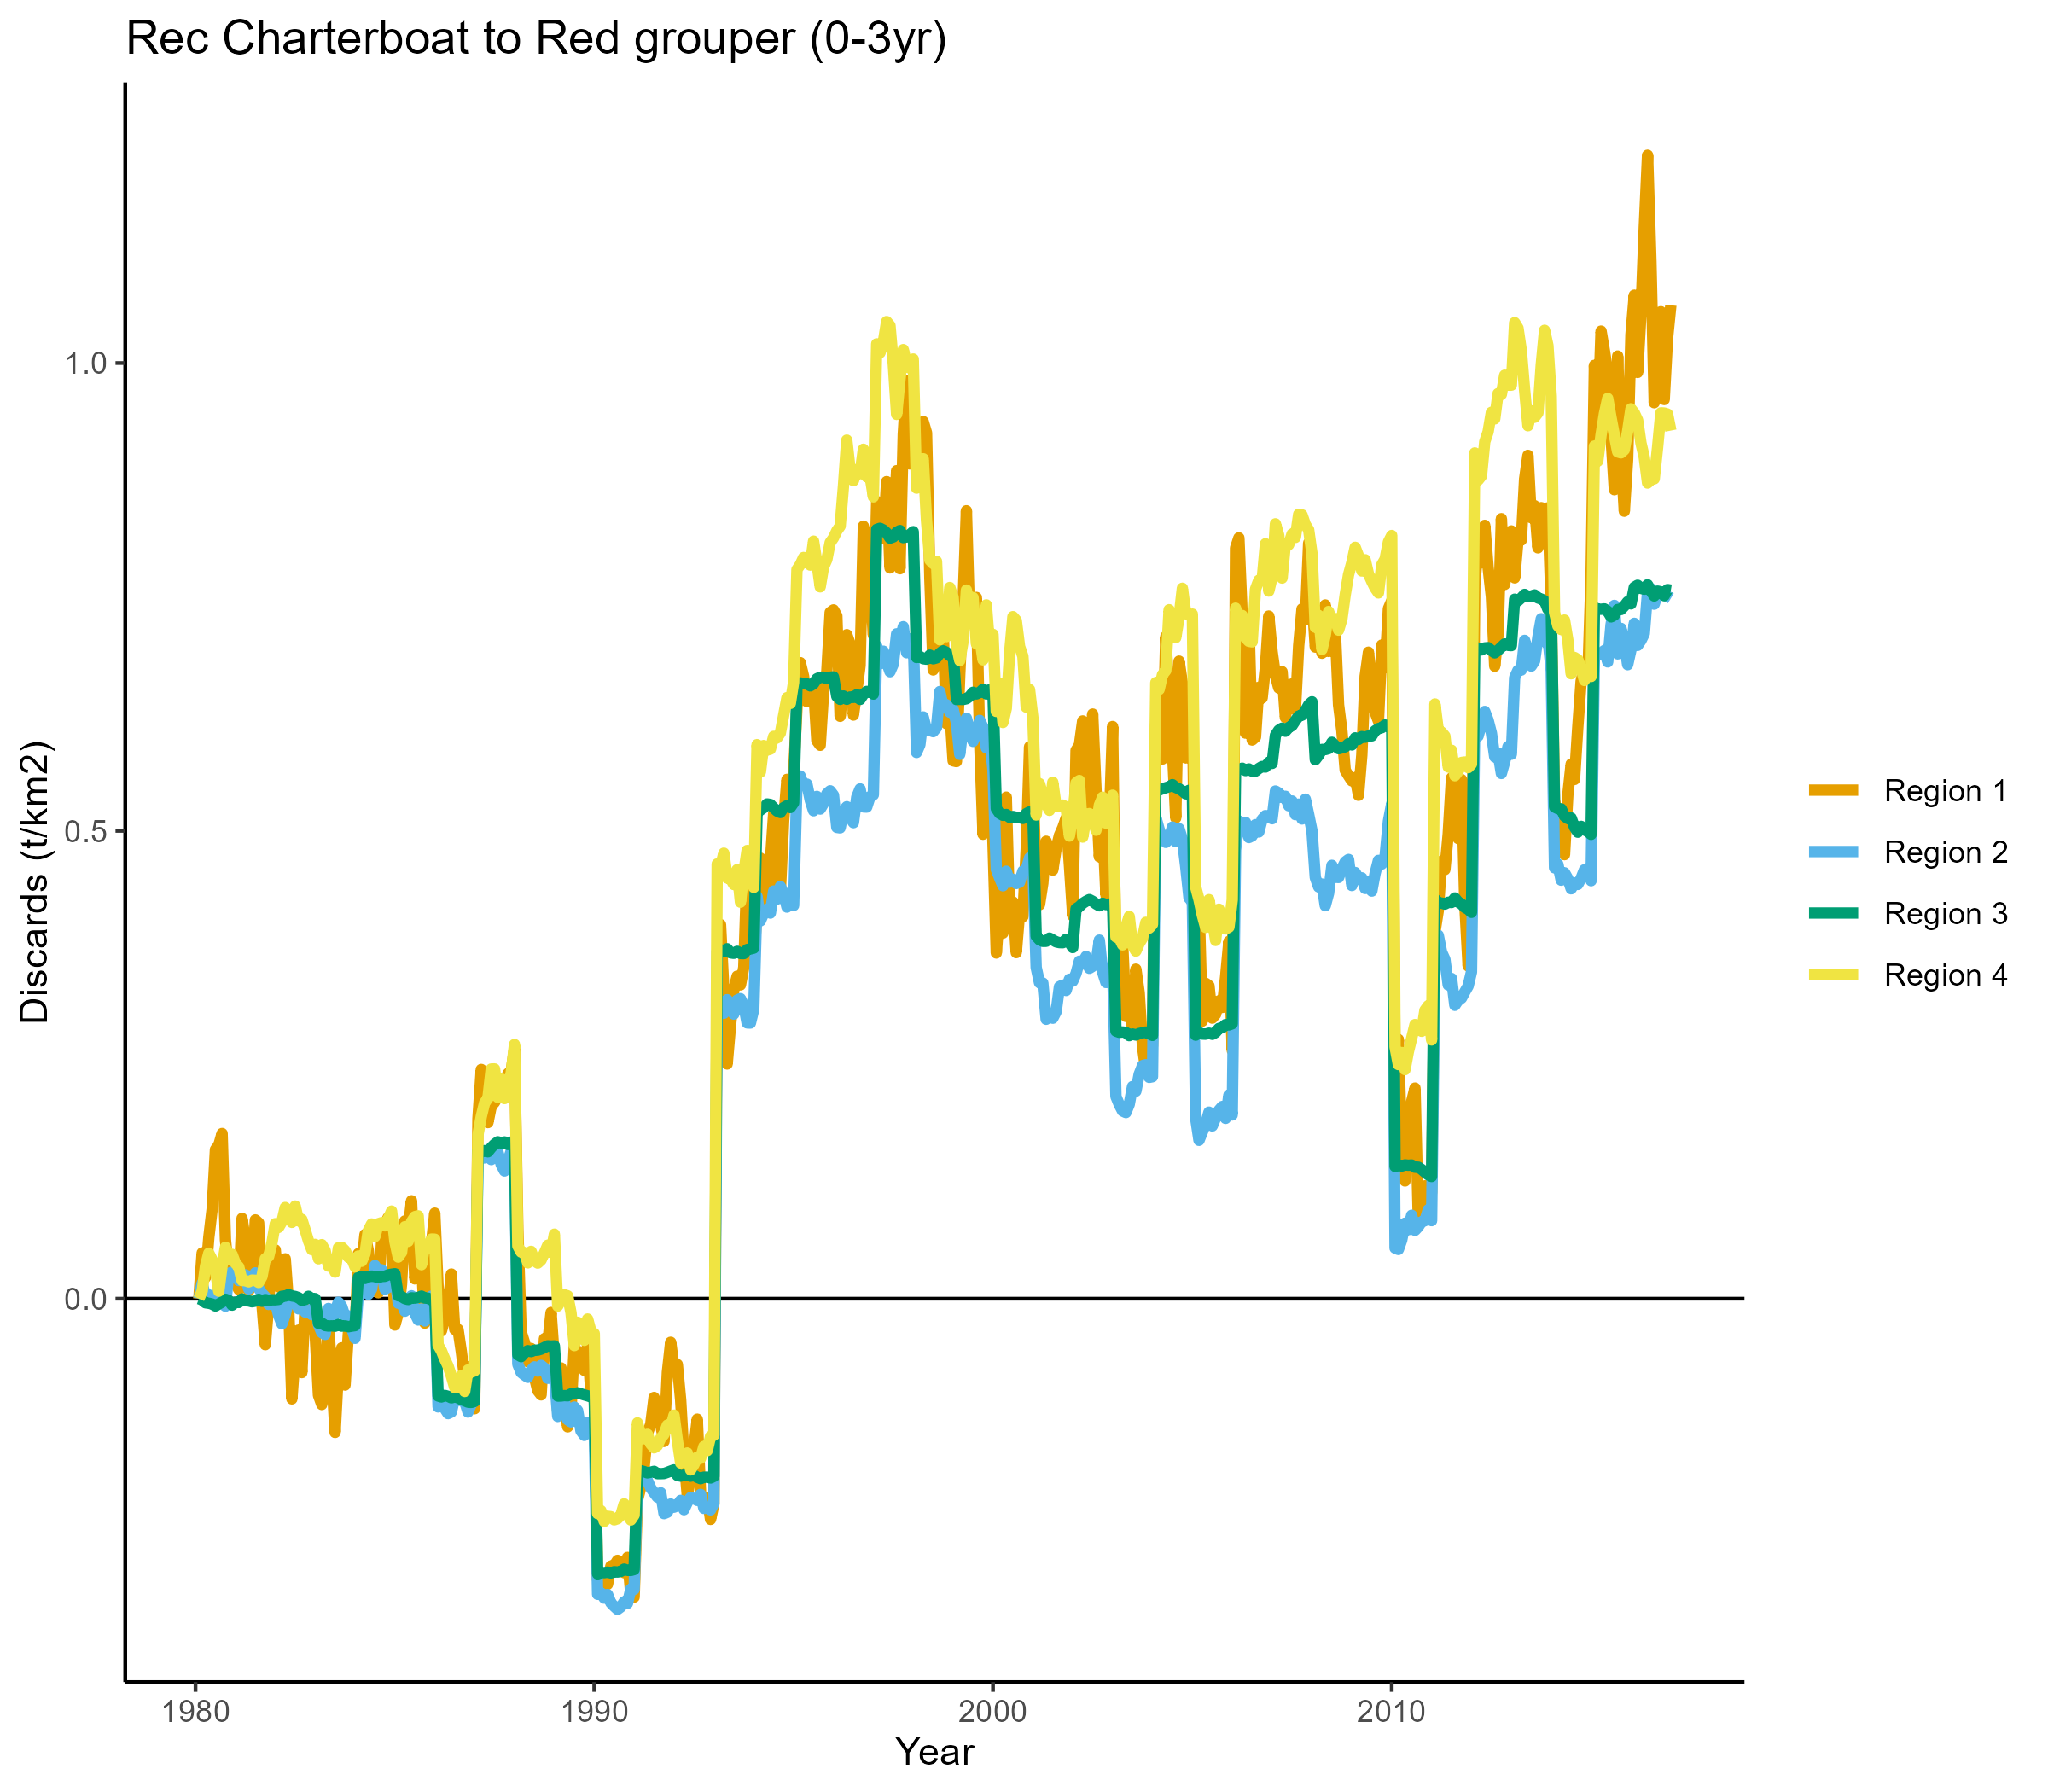 Rec Charterboat to Red grouper (0-3yr)
Discards (t/km2)
1.0
0.5
0.0
1980
1990
2000
2010
Year
Region 1
Region 2
Region 3
Region 4